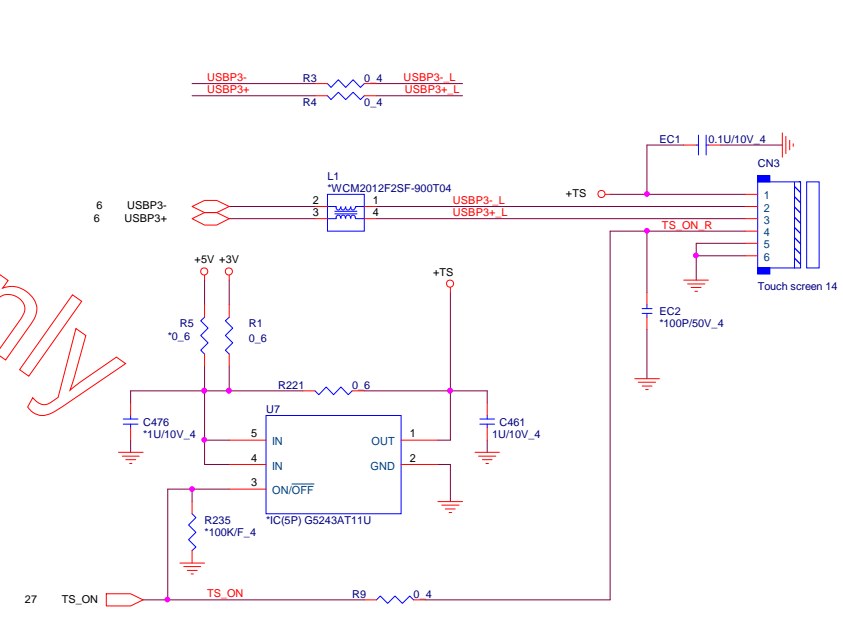 USBP3- R3 0_4 USBP3-_L
USBP3+ R4 0_4 USBP3+_L
EC1 0.1U/10V_4
CN3
L1
*WCM2012F2SF-900T04
+TS
6 USBP3- 2 1 USBP3-_L
6 USBP3+ 3 4 USBP3+_L
TS_ON_R
1
2
3
4
5
6
Touch screen 14
+5V +3V
+TS
EC2
*100P/50V_4
R5
*0_6
R1
0_6
R221 0_6
C476
*1U/10V_4
U7
C461
1U/10V_4
5 IN OUT 1
4 IN GND 2
3 ON/OFF
*IC(5P) G5243AT11U
R235
*100K/F_4
27 TS_ON TS_ON R9 0_4
nly